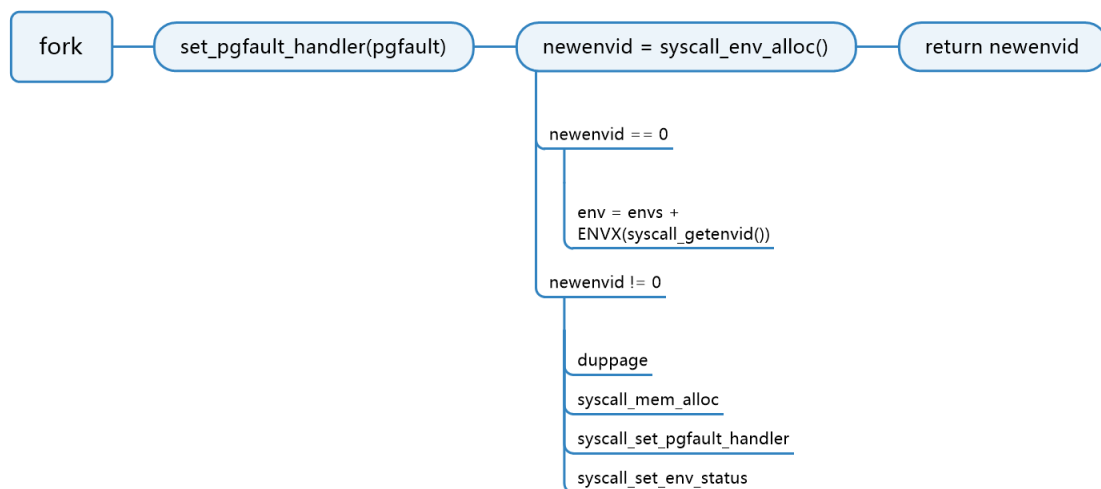 fork
set_pgfault_handler(pgfault)
newenvid = syscall_env_alloc()
return newenvid
newenvid == 0
env = envs +
ENVX(syscall_getenvid())
newenvid != 0
duppage
syscall_mem_alloc
syscall_set_pgfault_handler
syscall_set_env_status